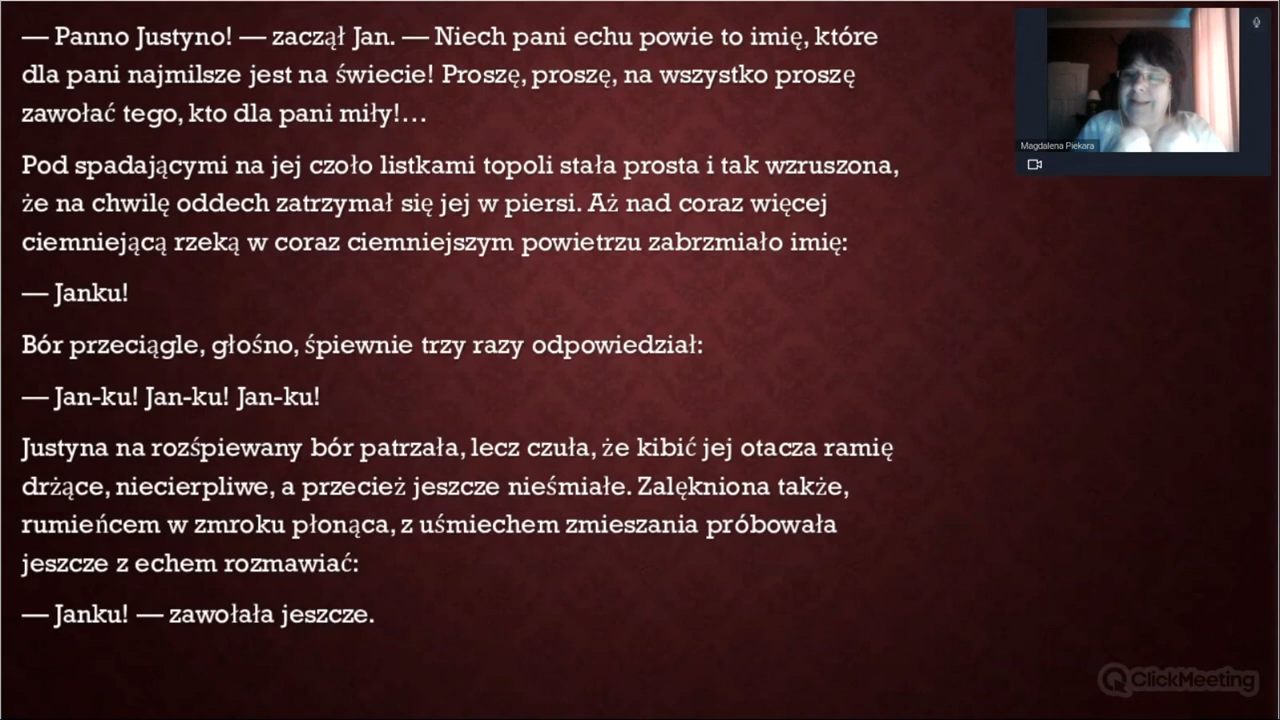 — Panno Justyno! — zaczął Jan. — Niech pani echu powie to imię, które
dla pani najmilsze jest na świecie! Proszę, proszę, na wszystko proszę
zawołać tego, kto dla pani miły!…
Pod spadającymi na jej czoło listkami topoli stała prosta i tak wzruszona,
że na chwilę oddech zatrzymał się jej w piersi. Aż nad coraz więcej
ciemniejącą rzeką w coraz ciemniejszym powietrzu zabrzmiało imię:
— Janku!
Bór przeciągle, głośno, śpiewnie trzy razy odpowiedział:
— Jan-ku! Jan-ku! Jan-ku!
Justyna na rozśpiewany bór patrzała, lecz czuła, że kibić jej otacza ramię
drżące, niecierpliwe, a przecież jeszcze nieśmiałe. Zalękniona także,
rumieńcem w zmroku płonąca, z uśmiechem zmieszania próbowała
jeszcze z echem rozmawiać:
— Janku! — zawołała jeszcze.
Magdalena Piekara
ClickMeeting